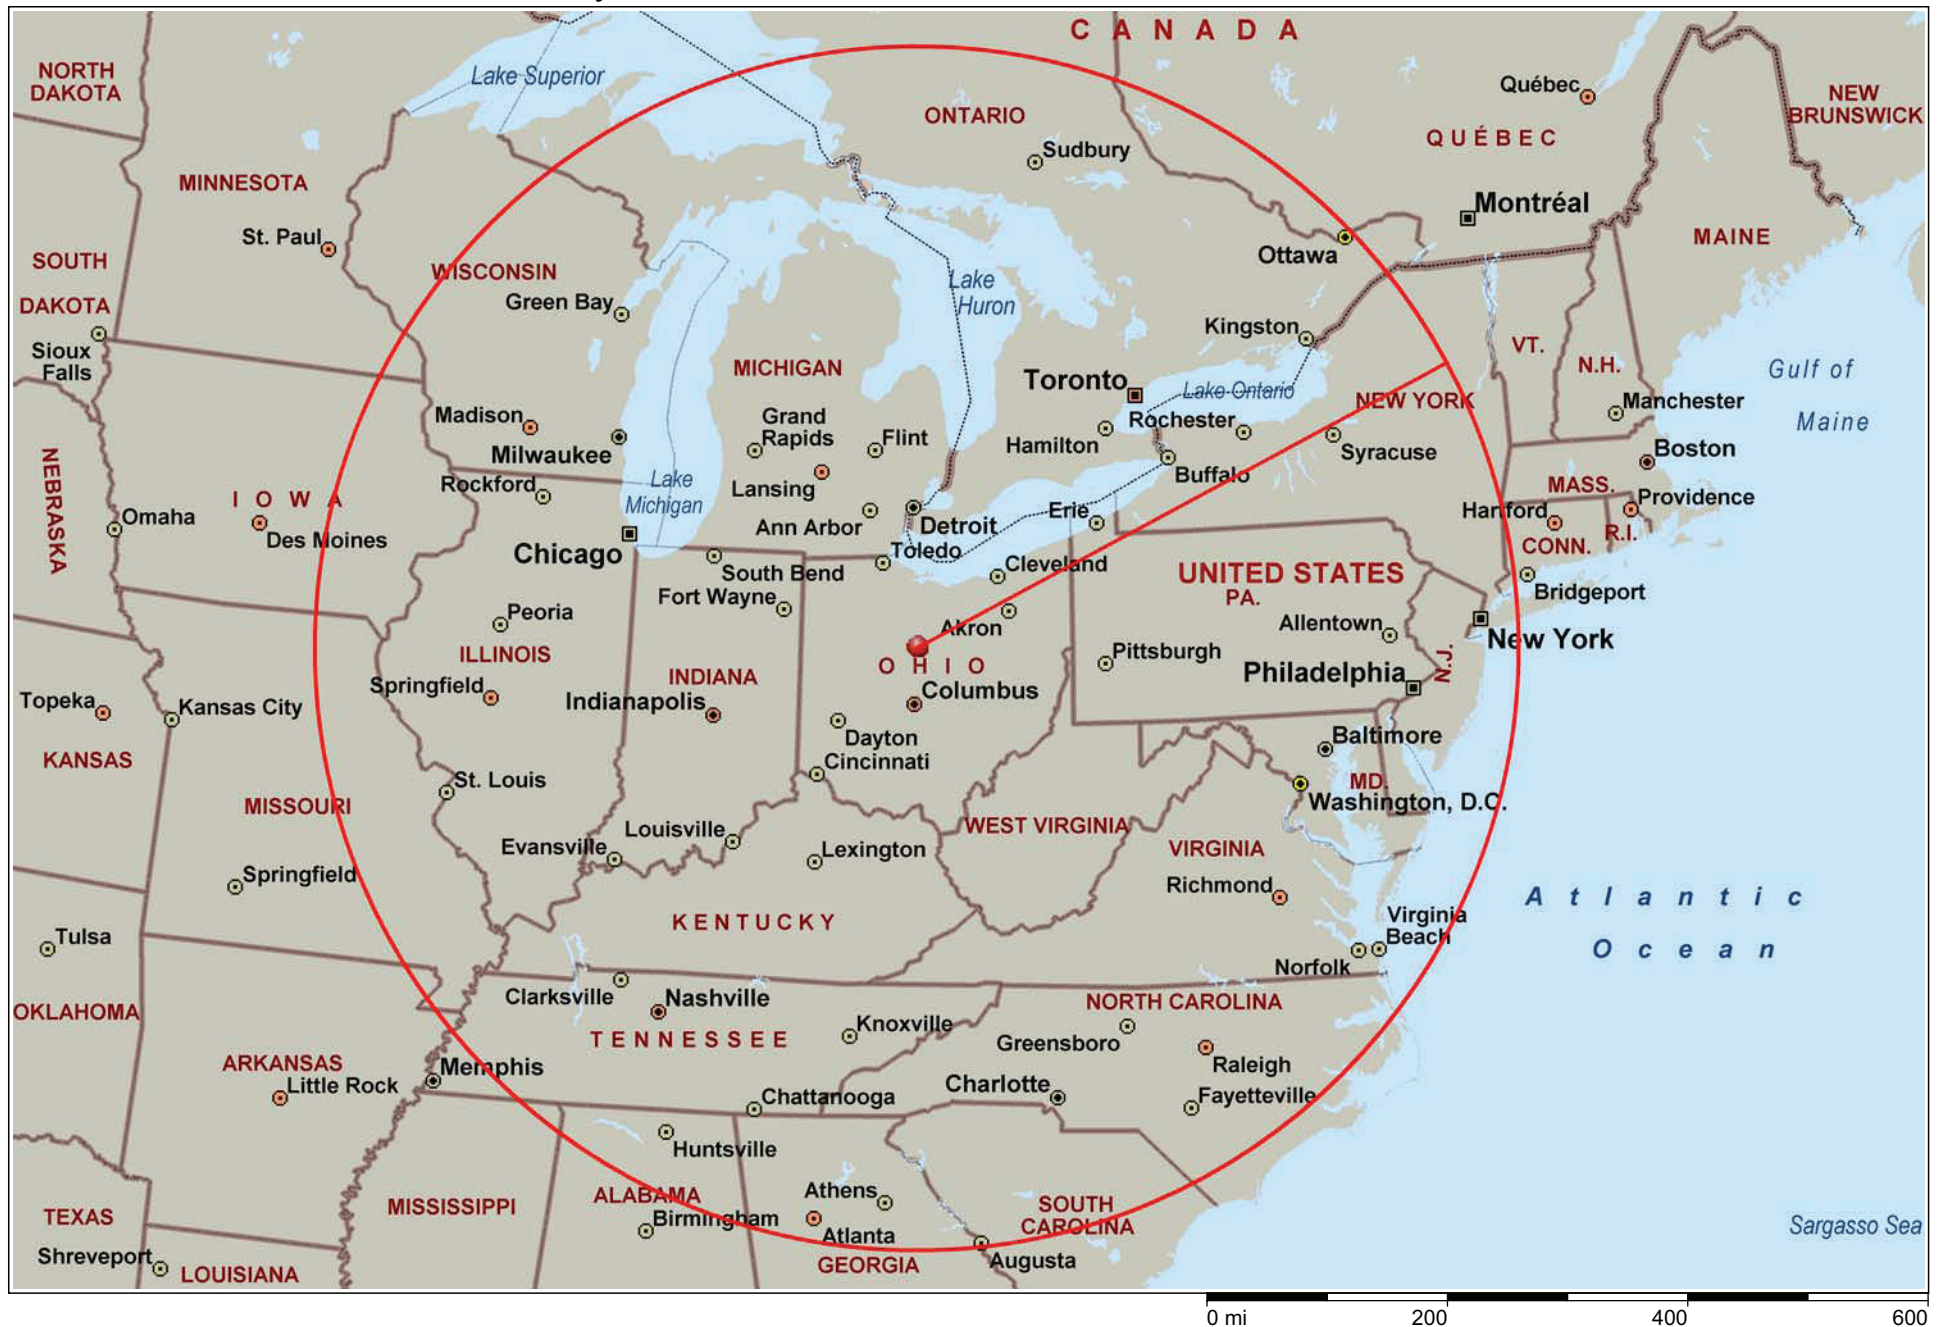 CANADA
NORTH
DAKOTA
Lake Superior
Québec
NEW
BRUNSWICK
ONTARIO
QUÉBEC
Sudbury
MINNESOTA
Montréal
St. Paul
MAINE
SOUTH
DAKOTA
WISCONSIN
Ottawa
Lake
Huron
Green Bay
Kingston
Sioux
Falls
VT.
N.H.
MICHIGAN
Gulf of
Maine
Toronto
Lake Ontario
NEW YORK
Manchester
Madison
Grand
Rapids
Flint
Hamilton
Rochester
Milwaukee
Syracuse
Boston
NEBRASKA
Rockford
Lake
Michigan
Lansing
Buffalo
MASS.
IOWA
Providence
Omaha
Ann Arbor
Detroit
Erie
Hartford
R.I.
Des Moines
Chicago
Toledo
CONN.
South Bend
Cleveland
UNITED STATES
PA.
Bridgeport
Fort Wayne
Peoria
Akron
Allentown
New York
ILLINOIS
OHIO
Pittsburgh
N.J.
INDIANA
Philadelphia
Springfield
Topeka
Kansas City
Indianapolis
Columbus
Dayton
Baltimore
KANSAS
Cincinnati
St. Louis
MD.
MISSOURI
Washington, D.C.
Louisville
WEST VIRGINIA
Evansville
Lexington
VIRGINIA
Springfield
Richmond
Atlantic
Ocean
KENTUCKY
Virginia
Beach
Tulsa
Norfolk
Clarksville
Nashville
NORTH CAROLINA
OKLAHOMA
Knoxville
TENNESSEE
Greensboro
ARKANSAS
Raleigh
Little Rock
Memphis
Charlotte
Chattanooga
Fayetteville
Huntsville
MISSISSIPPI
ALABAMA
Athens
SOUTH
CAROLINA
TEXAS
Birmingham
Atlanta
Sargasso Sea
Shreveport
LOUISIANA
GEORGIA
Augusta
0 mi 200 400 600